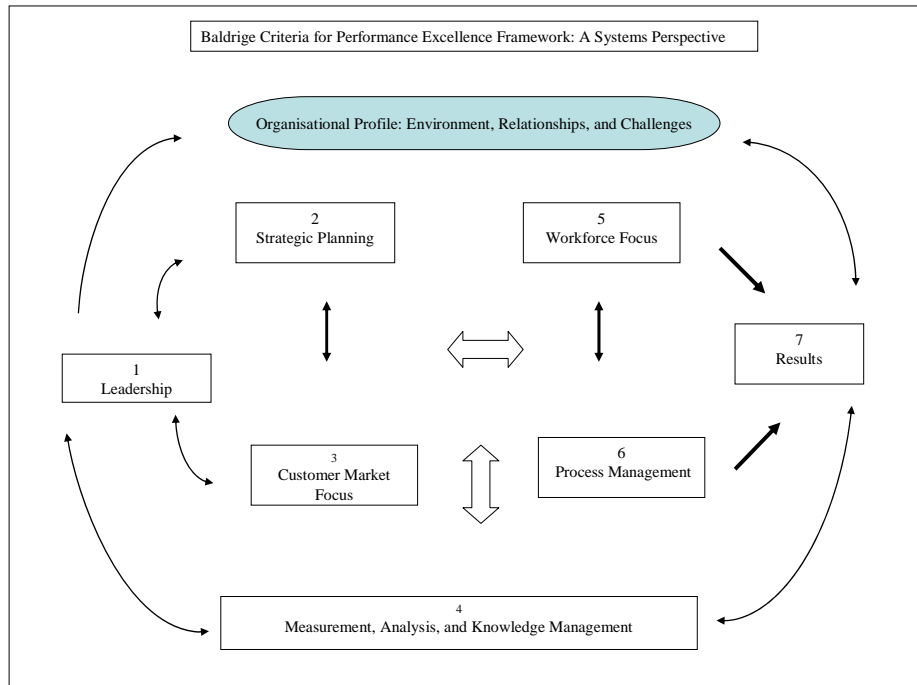 Baldrige Criteria for Performance Excellence Framework: A Systems Perspective
Organisational Profile: Environment, Relationships, and Challenges
2
Strategic Planning
5
Workforce Focus
7
Results
1
Leadership
3
Customer Market
Focus
6
Process Management
4
Measurement, Analysis, and Knowledge Management